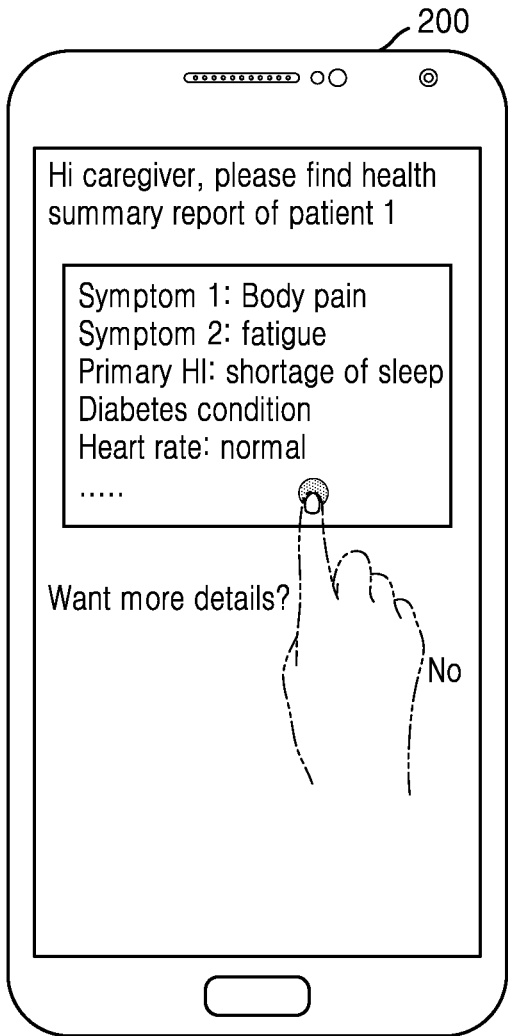 200
Hi caregiver, please find health
summary report of patient 1
Symptom 1: Body pain
Symptom 2: fatigue
Primary HI: shortage of sleep
Diabetes condition
Heart rate: normal
.....
Want more details?
No